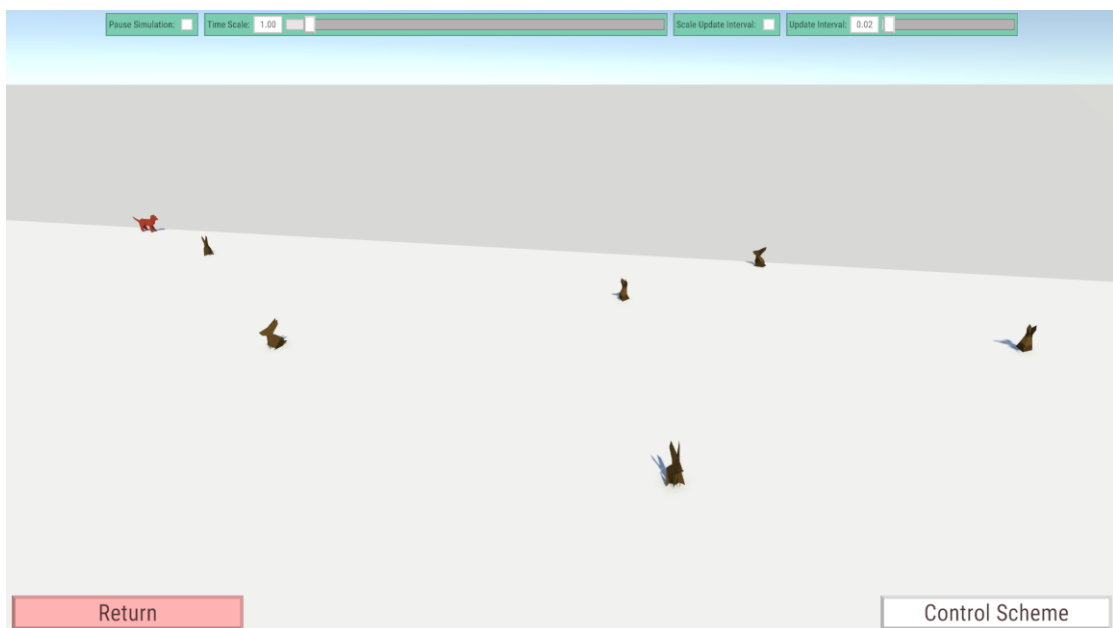 Pause Simulation:
Time Scale: 1.00
Scale Update Interval:
Update Interval: 0.02
Return
Control Scheme